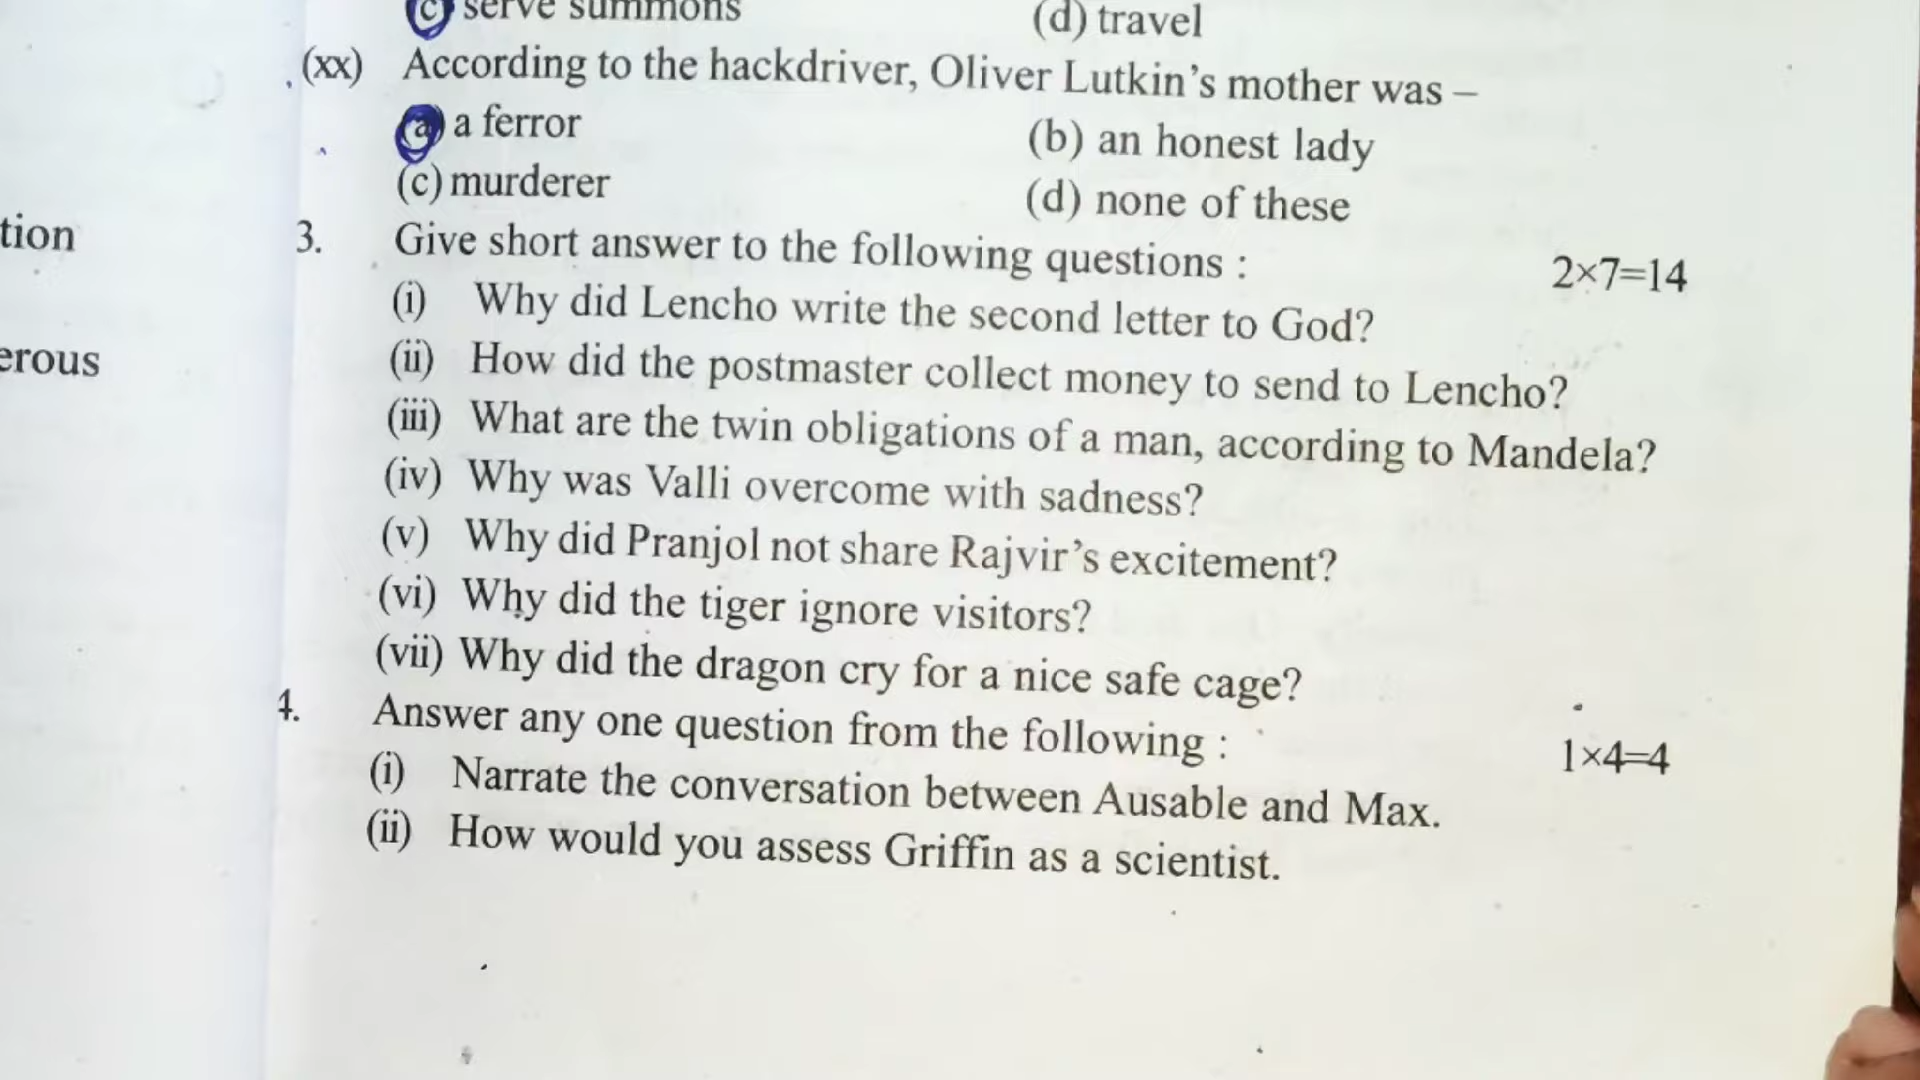 (c) serve summons (d) travel
(xx) According to the hackdriver, Oliver Lutkin's mother was –
(a) a ferror (b) an honest lady
(c) murderer (d) none of these
tion
3. Give short answer to the following questions : 2×7=14
(i) Why did Lencho write the second letter to God?
erous
(ii) How did the postmaster collect money to send to Lencho?
(iii) What are the twin obligations of a man, according to Mandela?
(iv) Why was Valli overcome with sadness?
(v) Why did Pranjol not share Rajvir's excitement?
(vi) Why did the tiger ignore visitors?
(vii) Why did the dragon cry for a nice safe cage?
4. Answer any one question from the following : 1×4=4
(i) Narrate the conversation between Ausable and Max.
(ii) How would you assess Griffin as a scientist.